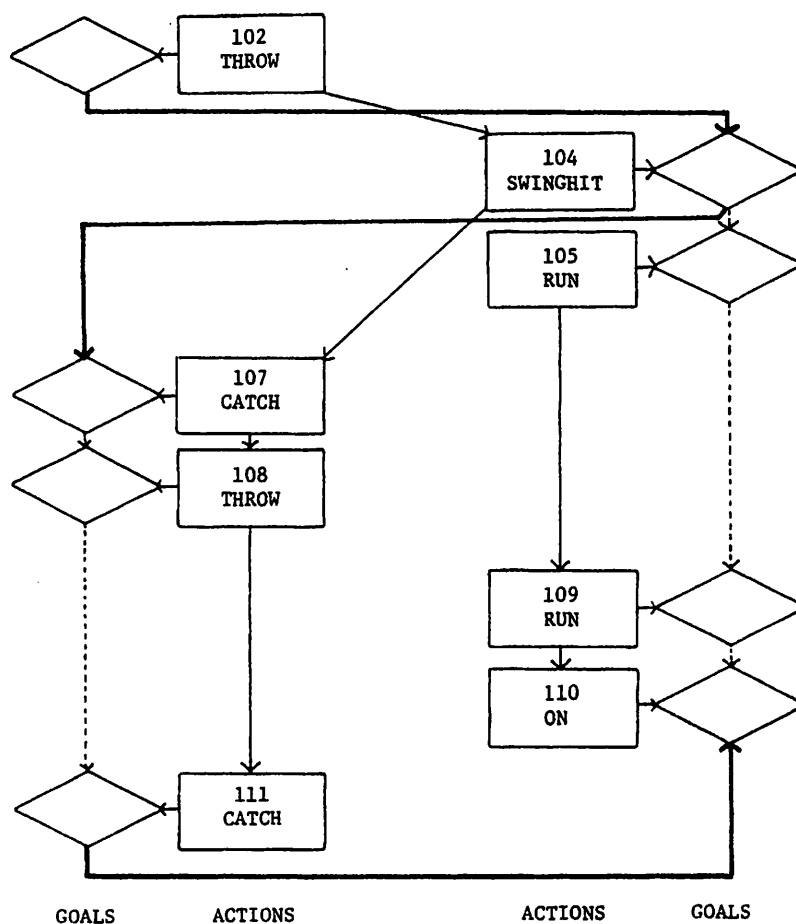 102
THROW
104
SWINGHIT
105
RUN
107
CATCH
108
THROW
109
RUN
110
ON
111
CATCH
GOALS ACTIONS ACTIONS GOALS